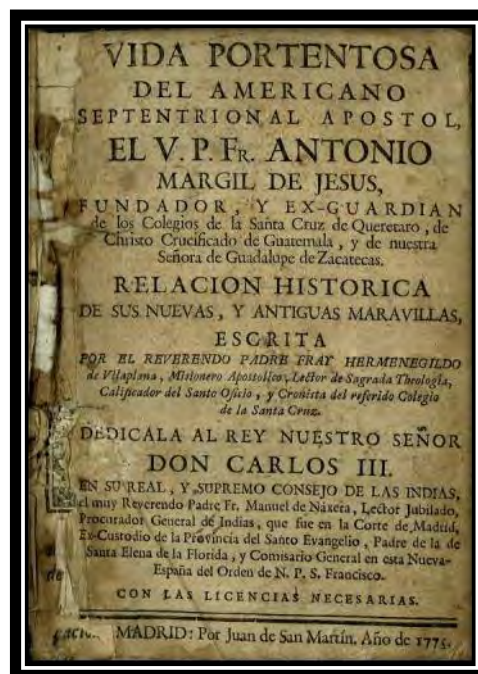 VIDA PORTENTOSA
DEL AMERICANO
SEPTENTRIONAL APOSTOL,
EL V. P. Fr. ANTONIO
MARGIL DE JESUS,
FUNDADOR, Y EX-GUARDIAN
de los Colegios de la Santa Cruz de Queretaro, de
Christo Crucificado de Guatemala, y de nuestra
Señora de Guadalupe de Zacatecas.
RELACION HISTORICA
DE SUS NUEVAS, Y ANTIGUAS MARAVILLAS,
ESCRITA
POR EL REVERENDO PADRE FRAY HERMENEGILDO
de Vilaplana, Misionero Apostolico, Lector de Sagrada Theologia,
Calificador del Santo Oficio, y Cronista del referido Colegio
de la Santa Cruz.
DEDICALA AL REY NUESTRO SEÑOR
DON CARLOS III.
EN SU REAL, Y SUPREMO CONSEJO DE LAS INDIAS,
el muy Reverendo Padre Fr. Manuel de Náxera, Lector Jubilado,
Procurador General de Indias, que fue en la Corte de Madrid,
Ex-Custodio de la Provincia del Santo Evangelio, Padre de la de
Santa Elena de la Florida, y Comisario General en esta Nueva-
de España del Orden de N. P. S. Francisco.
CON LAS LICENCIAS NECESARIAS.
MADRID: Por Juan de San Martin. Año de 1775.